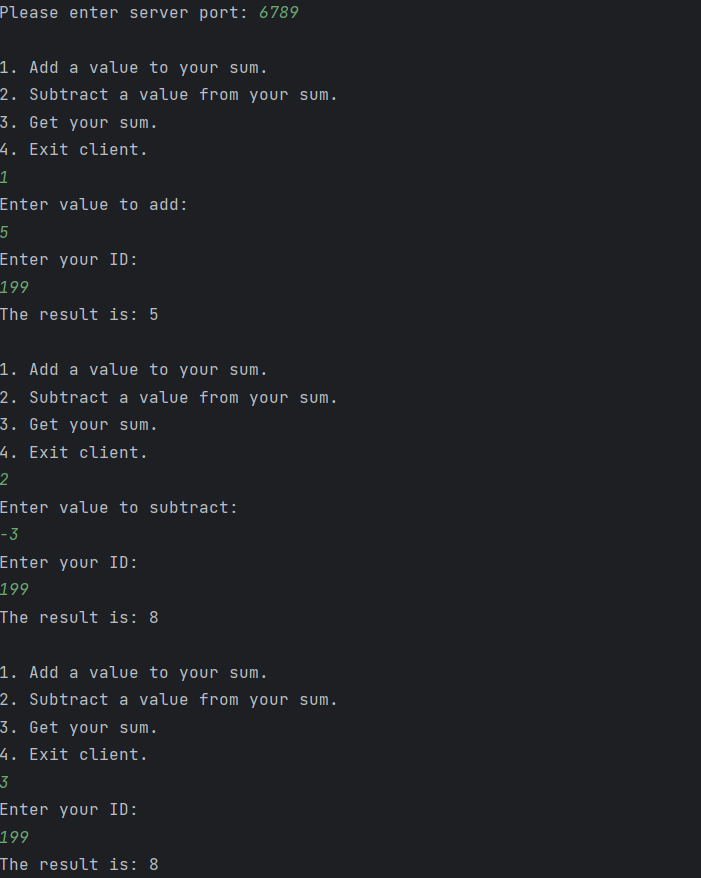 Please enter server port: 6789
1. Add a value to your sum.
2. Subtract a value from your sum.
3. Get your sum.
4. Exit client.
1
Enter value to add:
5
Enter your ID:
199
The result is: 5
1. Add a value to your sum.
2. Subtract a value from your sum.
3. Get your sum.
4. Exit client.
2
Enter value to subtract:
-3
Enter your ID:
199
The result is: 8
1. Add a value to your sum.
2. Subtract a value from your sum.
3. Get your sum.
4. Exit client.
3
Enter your ID:
199
The result is: 8